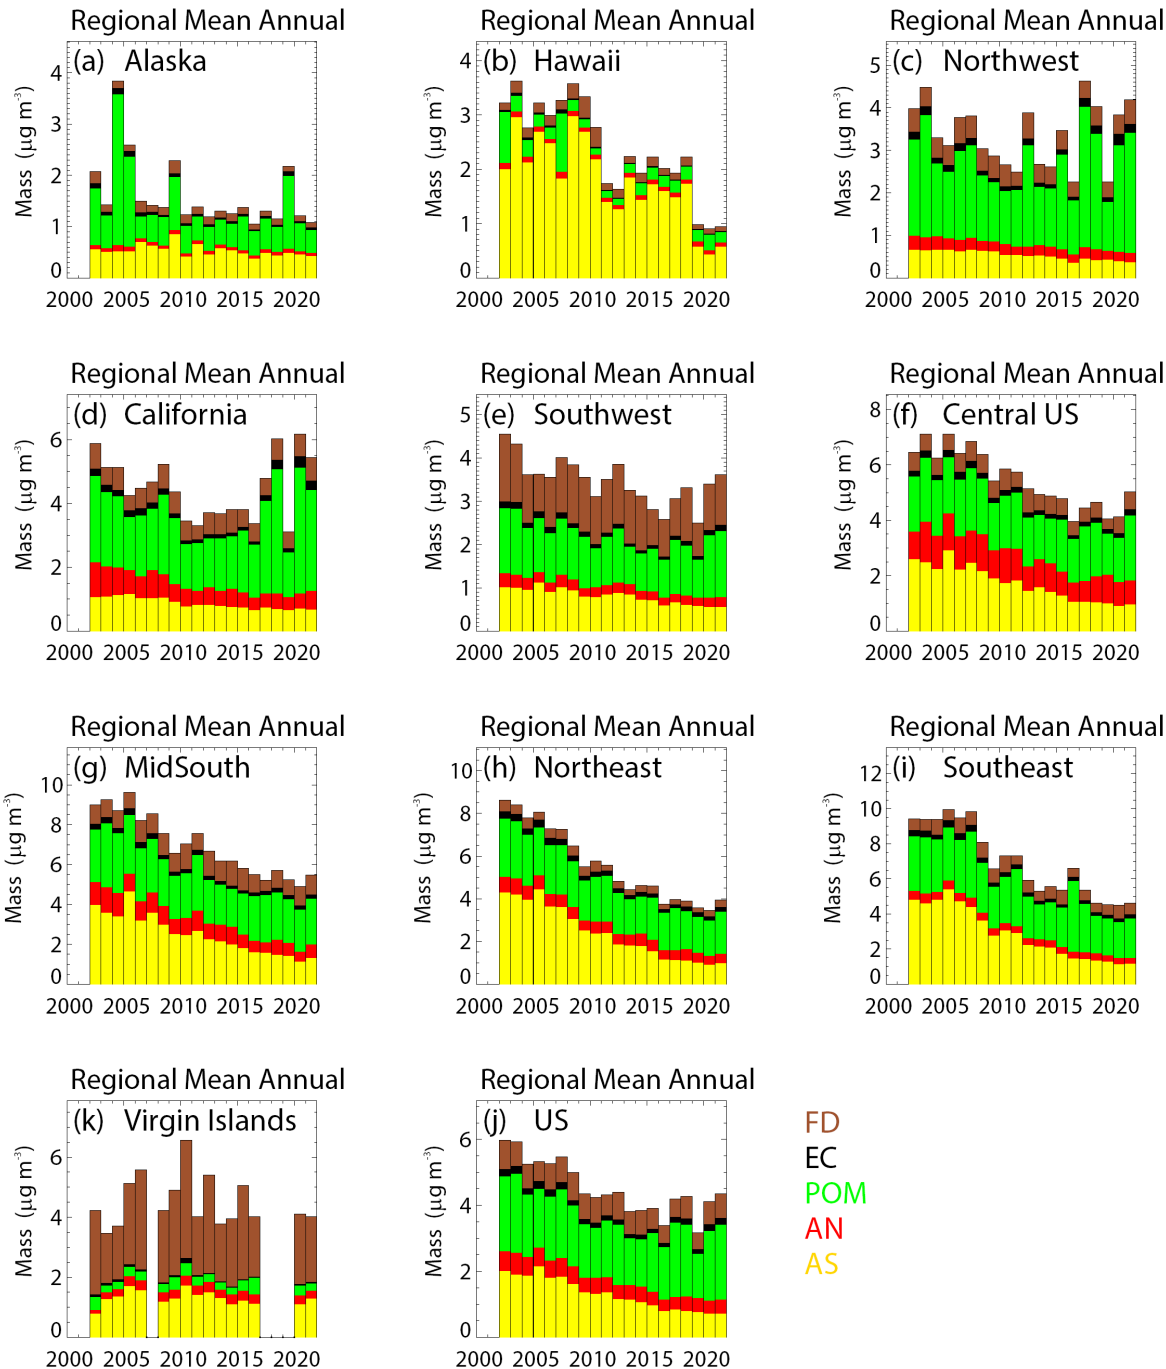 Regional Mean Annual Regional Mean Annual Regional Mean Annual
(a) Alaska (b) Hawaii (c) Northwest
Mass (μg m⁻³) Mass (μg m⁻³) Mass (μg m⁻³)
4
3
2
1
0
4
3
2
1
0
5
4
3
2
1
0
2000 2005 2010 2015 2020 2000 2005 2010 2015 2020 2000 2005 2010 2015 2020
Regional Mean Annual Regional Mean Annual Regional Mean Annual
(d) California (e) Southwest (f) Central US
Mass (μg m⁻³) Mass (μg m⁻³) Mass (μg m⁻³)
6
4
2
0
5
4
3
2
1
0
8
6
4
2
0
2000 2005 2010 2015 2020 2000 2005 2010 2015 2020 2000 2005 2010 2015 2020
Regional Mean Annual Regional Mean Annual Regional Mean Annual
(g) MidSouth (h) Northeast (i) Southeast
Mass (μg m⁻³) Mass (μg m⁻³) Mass (μg m⁻³)
10
8
6
4
2
0
10
8
6
4
2
0
12
10
8
6
4
2
0
2000 2005 2010 2015 2020 2000 2005 2010 2015 2020 2000 2005 2010 2015 2020
Regional Mean Annual Regional Mean Annual
(k) Virgin Islands (j) US
Mass (μg m⁻³) Mass (μg m⁻³)
6
4
2
0
6
4
2
0
2000 2005 2010 2015 2020 2000 2005 2010 2015 2020
FD
EC
POM
AN
AS